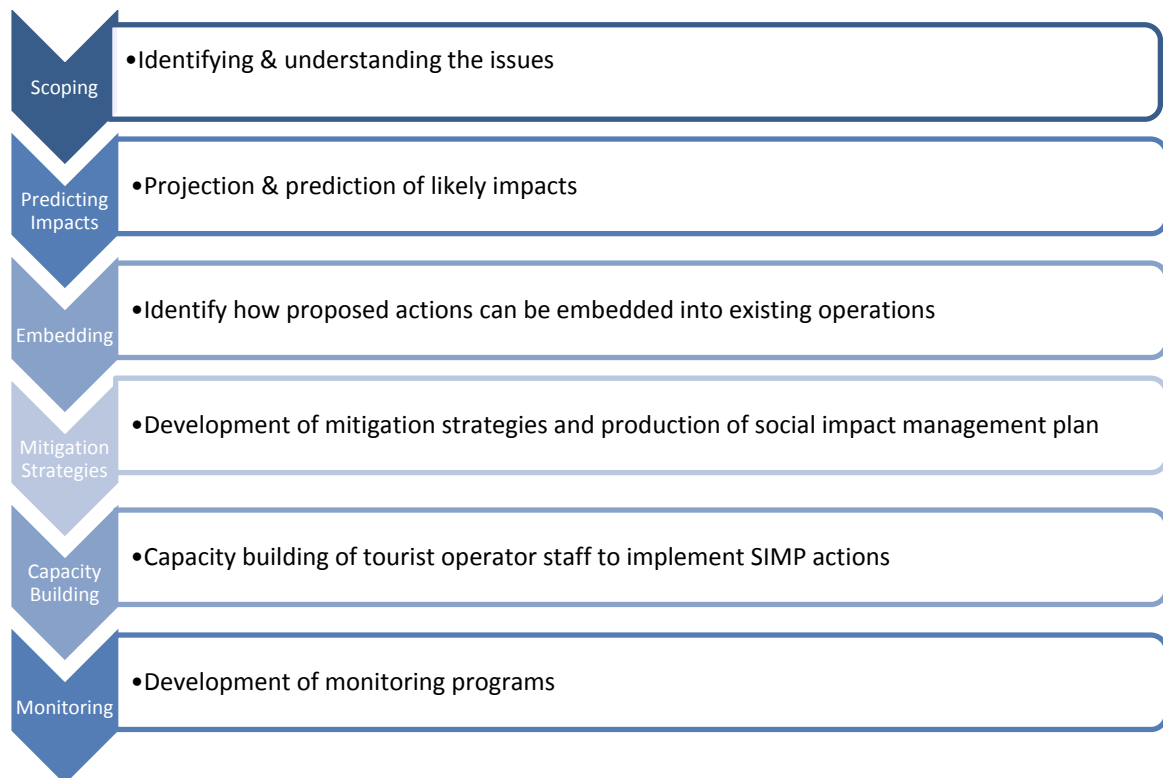 Scoping
•Identifying & understanding the issues
Predicting
Impacts
•Projection & prediction of likely impacts
Embedding
•Identify how proposed actions can be embedded into existing operations
Mitigation
Strategies
•Development of mitigation strategies and production of social impact management plan
Capacity
Building
•Capacity building of tourist operator staff to implement SIMP actions
Monitoring
•Development of monitoring programs